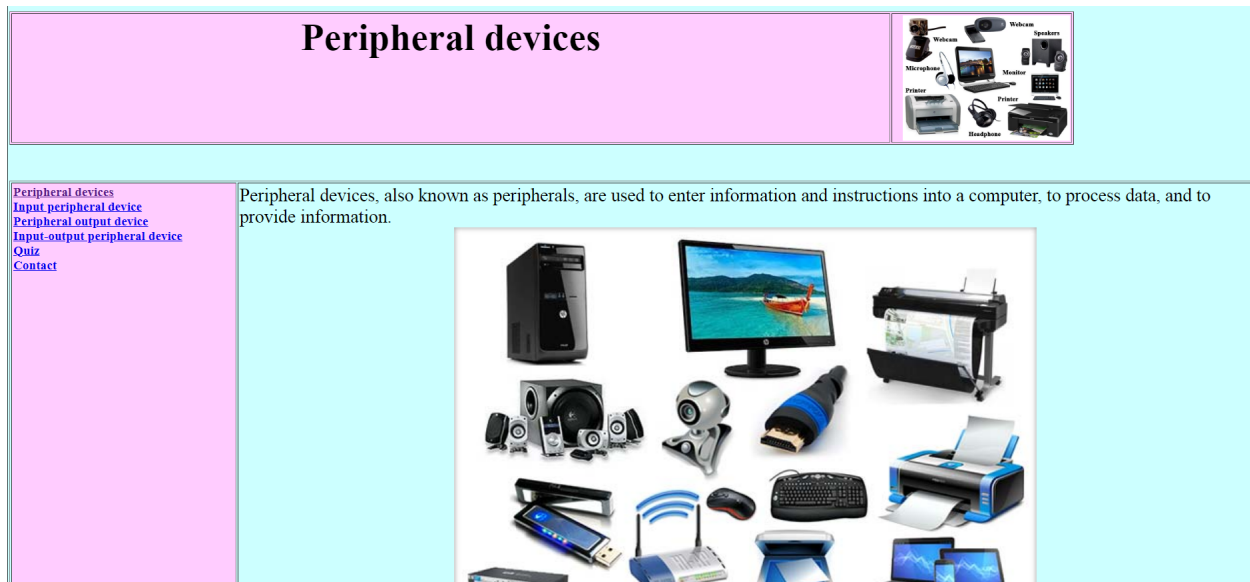 Peripheral devices
Webcam
Webcam
Speakers
Microphone
Monitor
Printer
Printer
Headphone
Peripheral devices
Input peripheral device
Peripheral output device
Input-output peripheral device
Quiz
Contact
Peripheral devices, also known as peripherals, are used to enter information and instructions into a computer, to process data, and to
provide information.